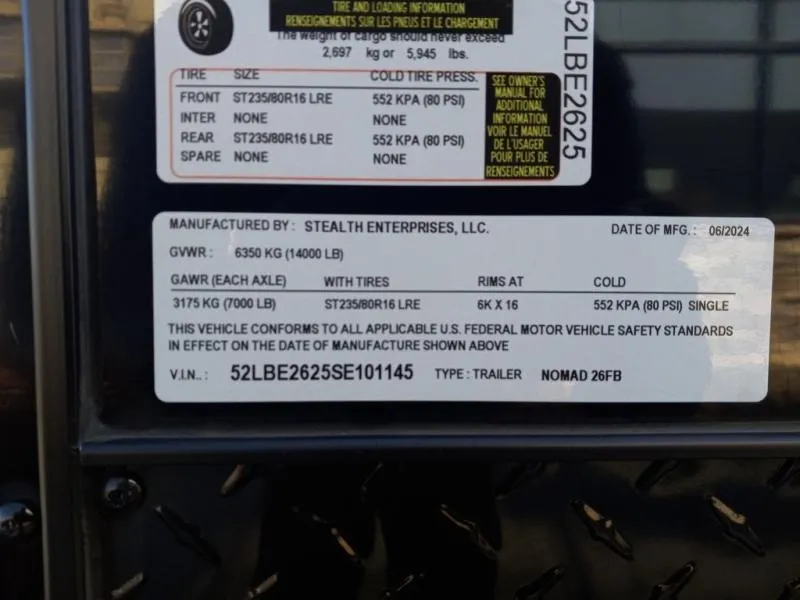 TIRE AND LOADING INFORMATION
RENSEIGNEMENTS SUR LES PNEUS ET LE CHARGEMENT
The weight of cargo should never exceed
2,697 kg or 5,945 lbs.
TIRE SIZE COLD TIRE PRESS.
FRONT ST235/80R16 LRE 552 KPA (80 PSI)
INTER NONE NONE
REAR ST235/80R16 LRE 552 KPA (80 PSI)
SPARE NONE NONE
SEE OWNER'S
MANUAL FOR
ADDITIONAL
INFORMATION
VOIR LE MANUEL
DE L'USAGER
POUR PLUS DE
RENSEIGNEMENTS
52LBE2625
MANUFACTURED BY : STEALTH ENTERPRISES, LLC. DATE OF MFG. : 06/2024
GVWR : 6350 KG (14000 LB)
GAWR (EACH AXLE) WITH TIRES RIMS AT COLD
3175 KG (7000 LB) ST235/80R16 LRE 6K X 16 552 KPA (80 PSI) SINGLE
THIS VEHICLE CONFORMS TO ALL APPLICABLE U.S. FEDERAL MOTOR VEHICLE SAFETY STANDARDS
IN EFFECT ON THE DATE OF MANUFACTURE SHOWN ABOVE
V.I.N.. : 52LBE2625SE101145 TYPE : TRAILER NOMAD 26FB